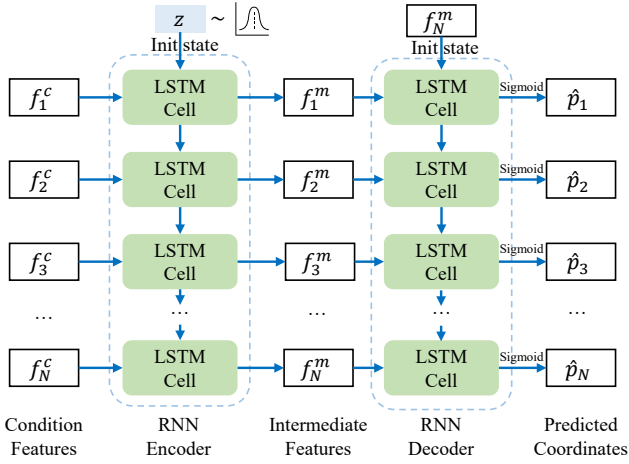 z ~
f_N^m
Init state
Init state
f_1^c
LSTM
Cell
f_1^m
LSTM
Cell
Sigmoid
p̂_1
f_2^c
LSTM
Cell
f_2^m
LSTM
Cell
Sigmoid
p̂_2
f_3^c
LSTM
Cell
f_3^m
LSTM
Cell
Sigmoid
p̂_3
...
...
...
...
...
f_N^c
LSTM
Cell
f_N^m
LSTM
Cell
Sigmoid
p̂_N
Condition
Features
RNN
Encoder
Intermediate
Features
RNN
Decoder
Predicted
Coordinates